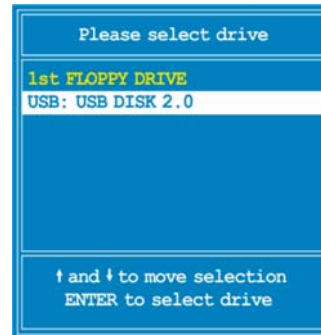 Please select drive
1st FLOPPY DRIVE
USB: USB DISK 2.0
↑ and ↓ to move selection
ENTER to select drive